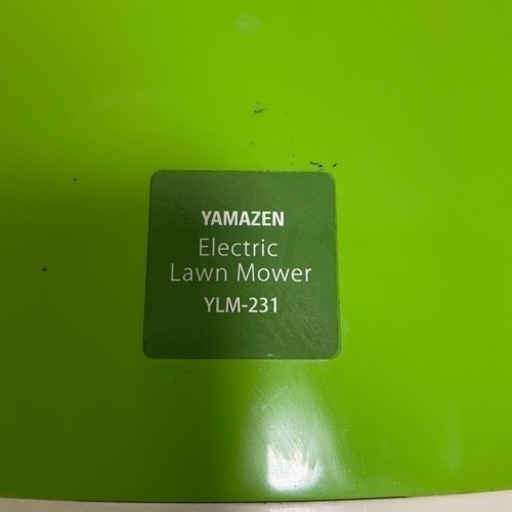 YAMAZEN
Electric
Lawn Mower
YLM-231